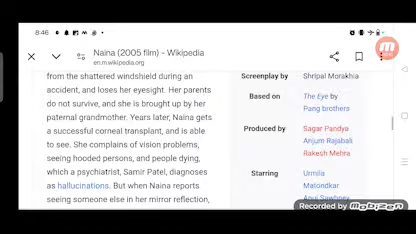 8:46
Naina (2005 film) - Wikipedia
en.m.wikipedia.org
from the shattered windshield during an
accident, and loses her eyesight. Her parents
do not survive, and she is brought up by her
paternal grandmother. Years later, Naina gets
a successful corneal transplant, and is able
to see. She complains of vision problems,
seeing hooded persons, and people dying,
which a psychiatrist, Samir Patel, diagnoses
as hallucinations. But when Naina reports
seeing someone else in her mirror reflection,
Screenplay by Shripal Morakhia
Based on The Eye by
Pang brothers
Produced by Sagar Pandya
Anjum Rajabali
Rakesh Mehra
Starring Urmila
Matondkar
Anuj Sawhney
Recorded by
MOBIZEN